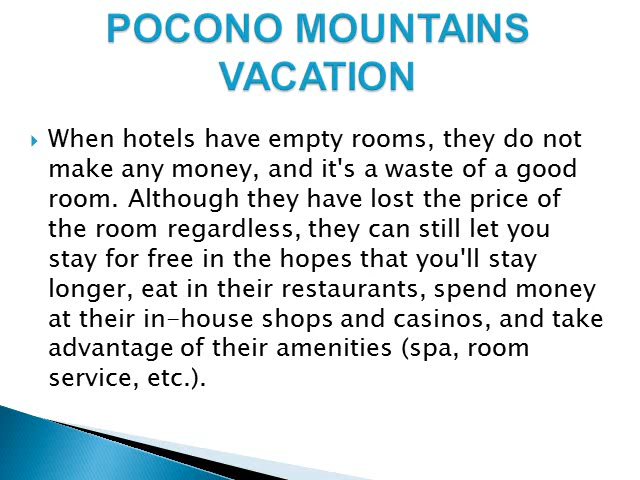 POCONO MOUNTAINS
VACATION
When hotels have empty rooms, they do not
make any money, and it's a waste of a good
room. Although they have lost the price of
the room regardless, they can still let you
stay for free in the hopes that you'll stay
longer, eat in their restaurants, spend money
at their in-house shops and casinos, and take
advantage of their amenities (spa, room
service, etc.).